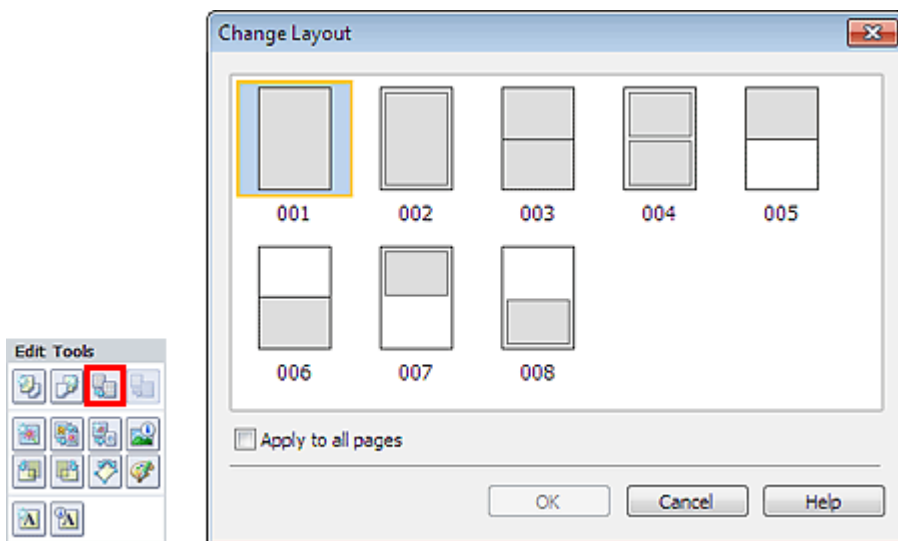 Change Layout
001 002 003 004 005
006 007 008
Apply to all pages
OK Cancel Help
Edit Tools
A A